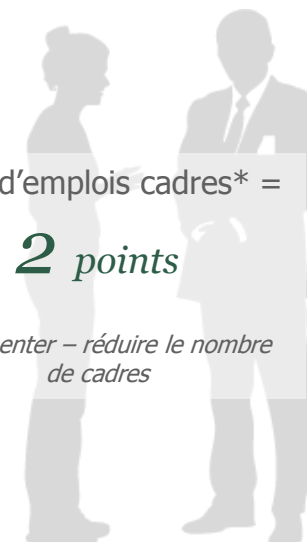 d’emplois cadres* =
2 points
enter – réduire le nombre
de cadres